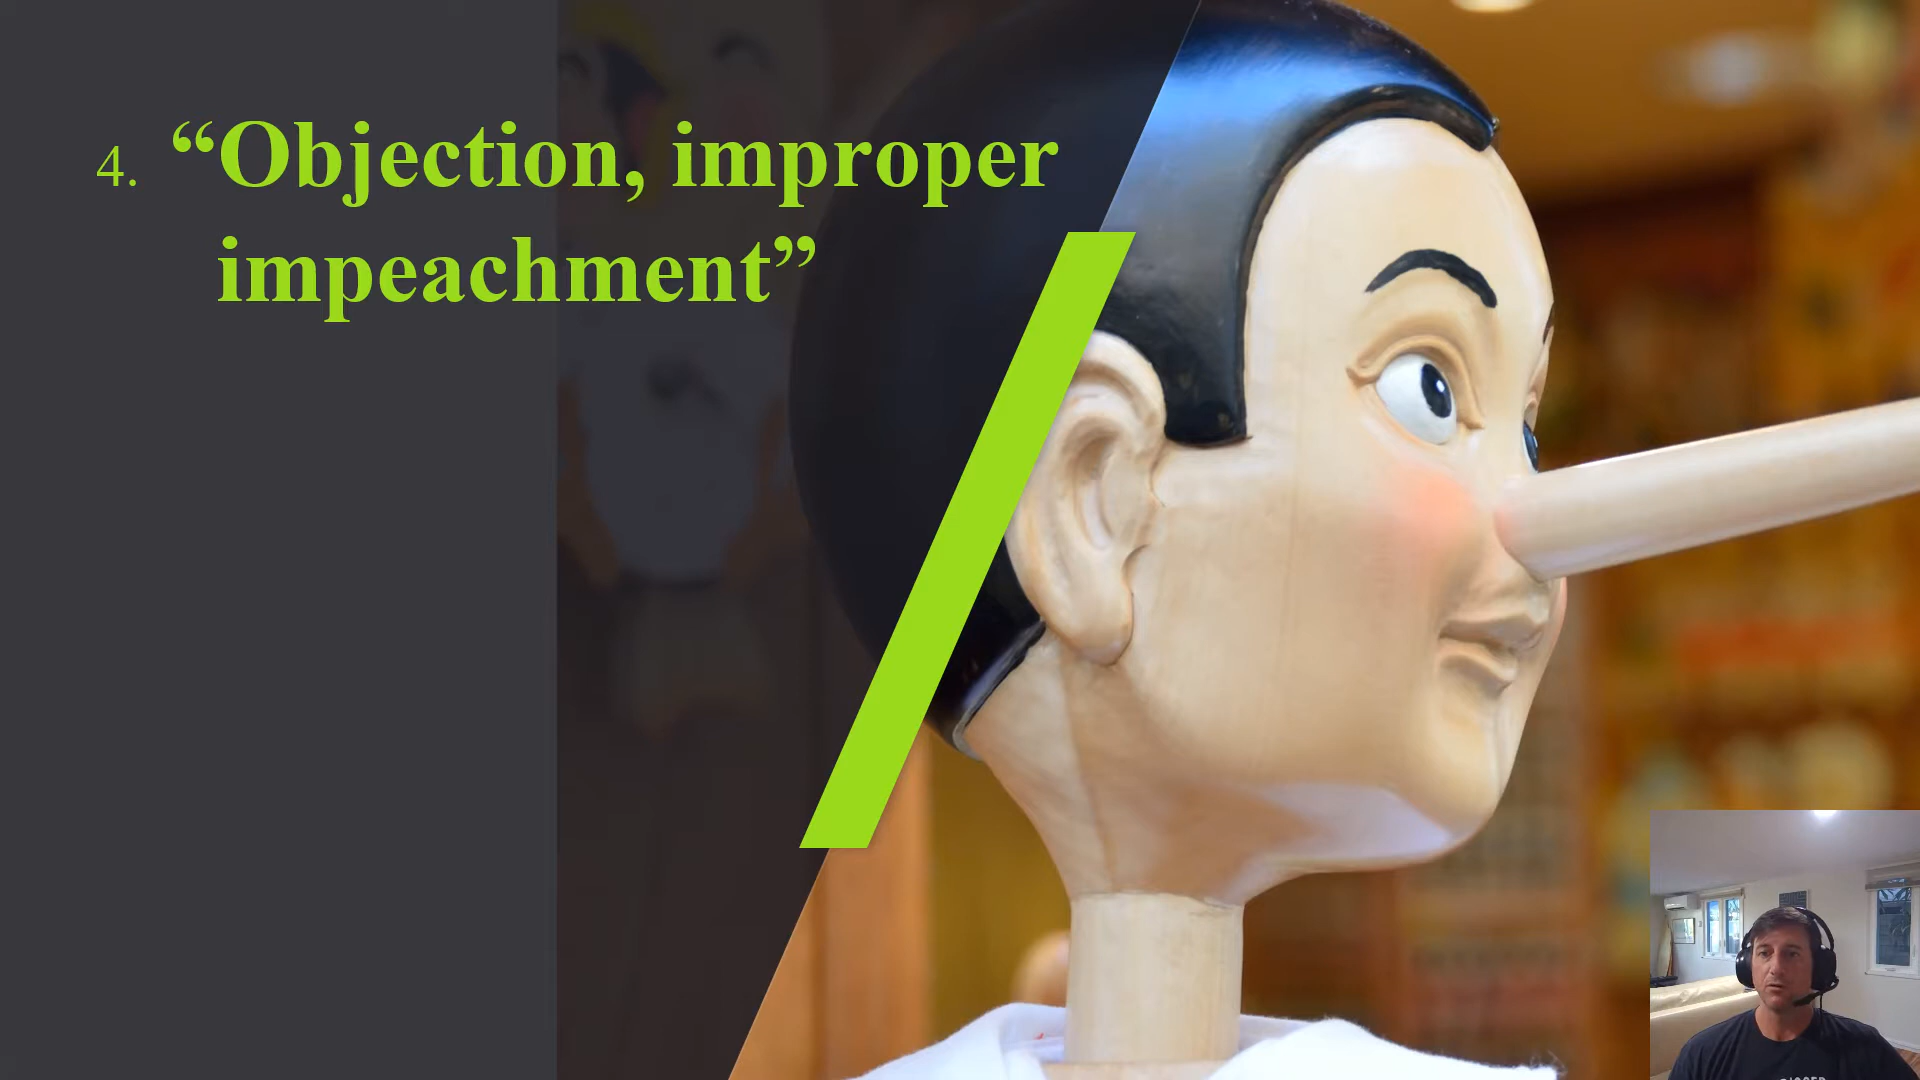 4. “Objection, improper
impeachment”